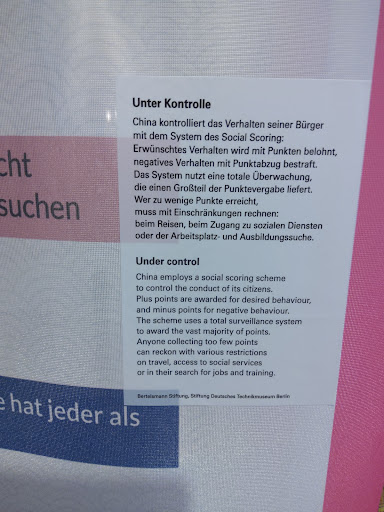 Unter Kontrolle
China kontrolliert das Verhalten seiner Bürger
mit dem System des Social Scoring:
Erwünschtes Verhalten wird mit Punkten belohnt,
negatives Verhalten mit Punktabzug bestraft.
Das System nutzt eine totale Überwachung,
die einen Großteil der Punktevergabe liefert.
Wer zu wenige Punkte erreicht,
muss mit Einschränkungen rechnen:
beim Reisen, beim Zugang zu sozialen Diensten
oder der Arbeitsplatz- und Ausbildungssuche.
Under control
China employs a social scoring scheme
to control the conduct of its citizens.
Plus points are awarded for desired behaviour,
and minus points for negative behaviour.
The scheme uses a total surveillance system
to award the vast majority of points.
Anyone collecting too few points
can reckon with various restrictions
on travel, access to social services
or in their search for jobs and training.
Bertelsmann Stiftung, Stiftung Deutsches Technikmuseum Berlin
cht
suchen
e hat jeder als